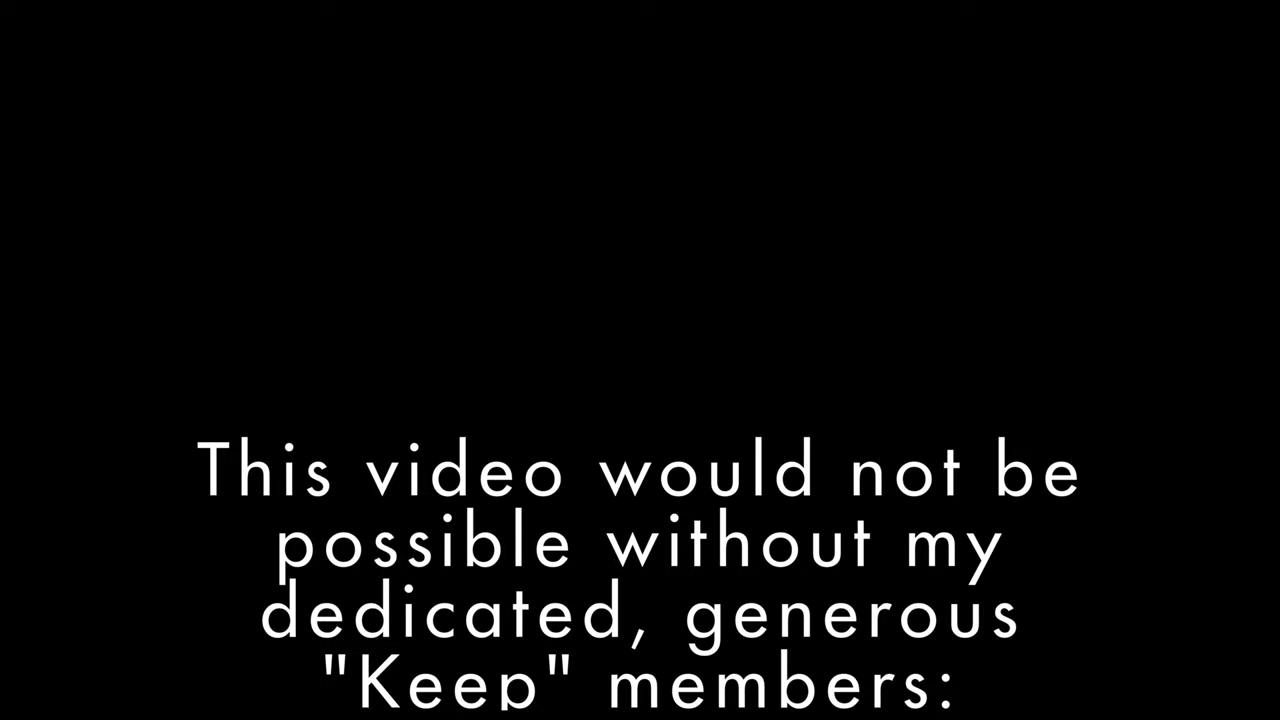 This video would not be
possible without my
dedicated, generous
"Keep" members: